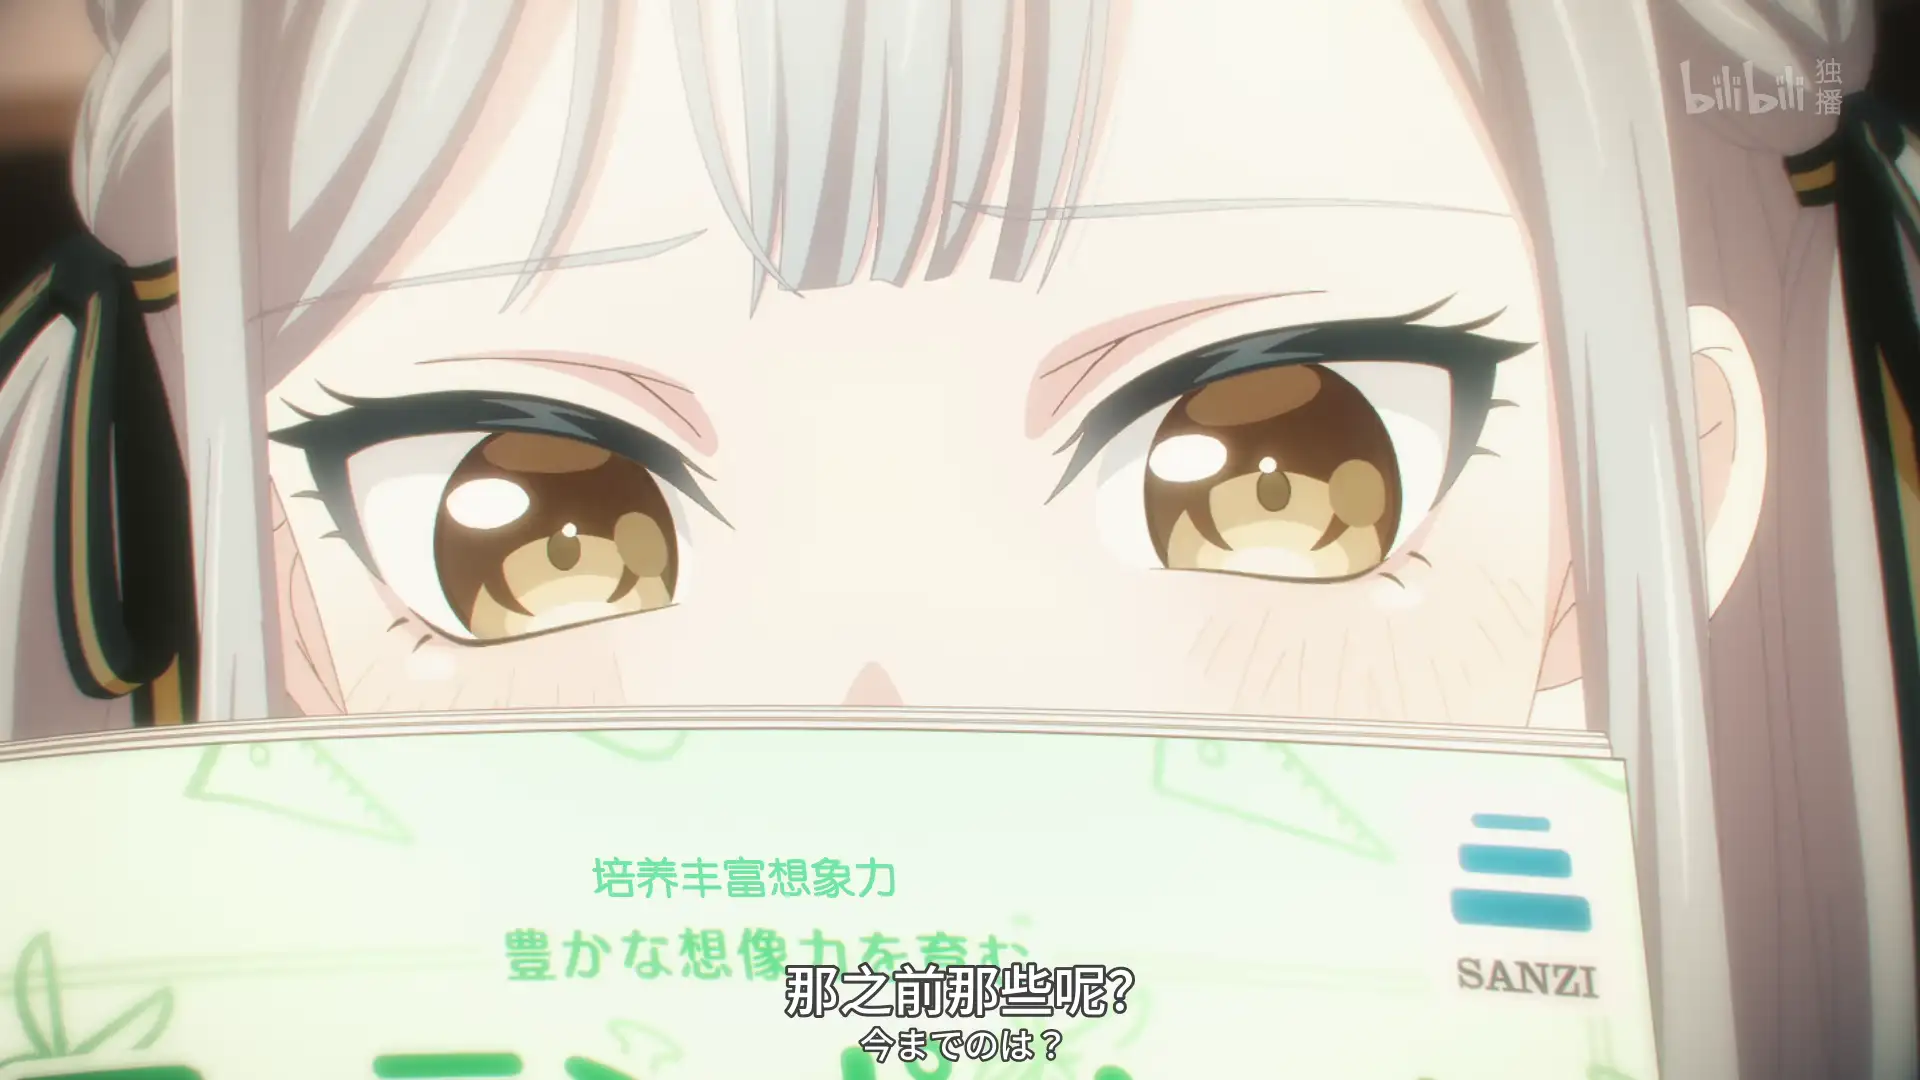 bilibili 独播
培养丰富想象力
豊かな想像力を育む
SANZI
那之前那些呢？
今までのは？